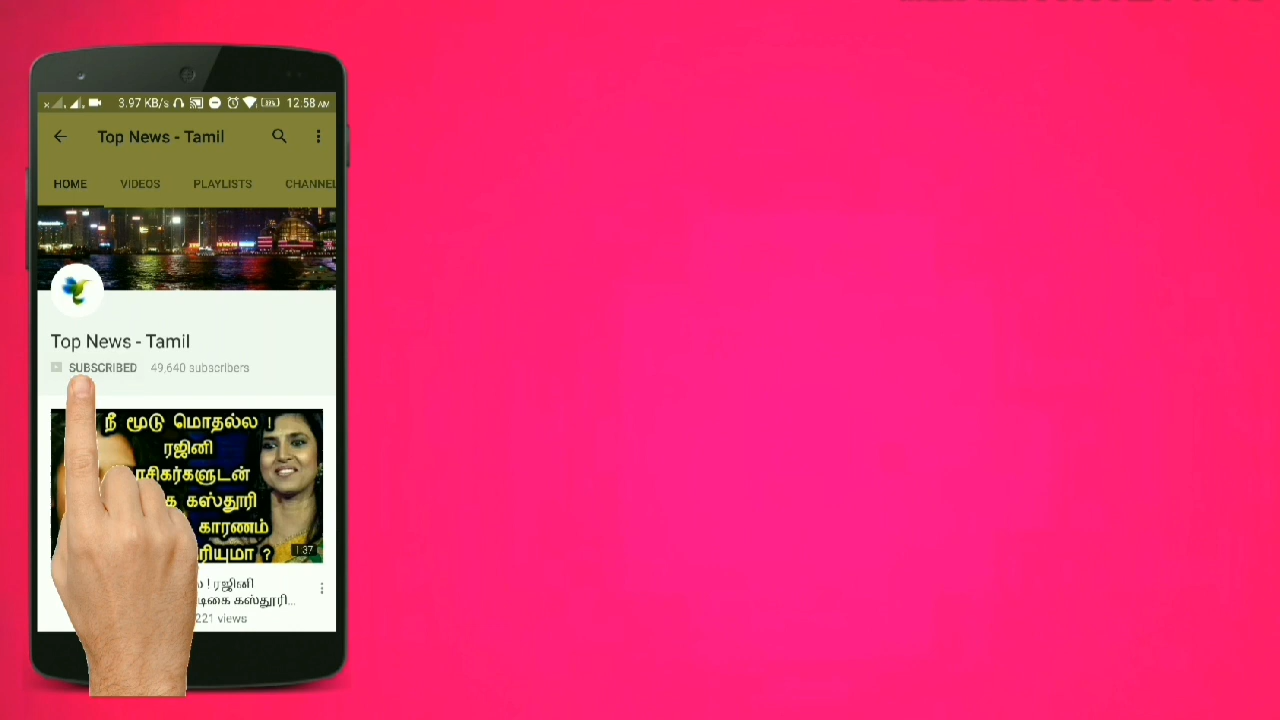 3.97 KB/s 12:58 AM
Top News - Tamil
HOME VIDEOS PLAYLISTS CHANNEL
Top News - Tamil
SUBSCRIBED 49,640 subscribers
நீ மூடு மொதல்ல !
ரஜினி
ரசிகர்களுடன்
கஸ்தூரி
காரணம்
?
1:37
! ரஜினி
கஸ்தூரி...
221 views